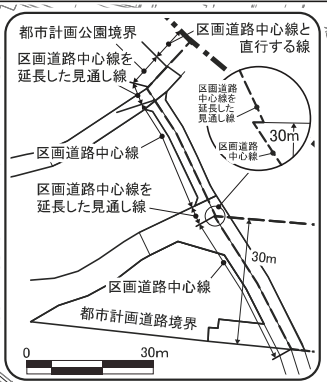 都市計画公園境界
区画道路中心線と
直行する線
区画道路中心線を
延長した見通し線
区画道路
中心線を
延長した
見通し線
30m
区画道路
中心線
区画道路中心線
区画道路中心線を
延長した見通し線
30m
区画道路中心線
都市計画道路境界
0
30m